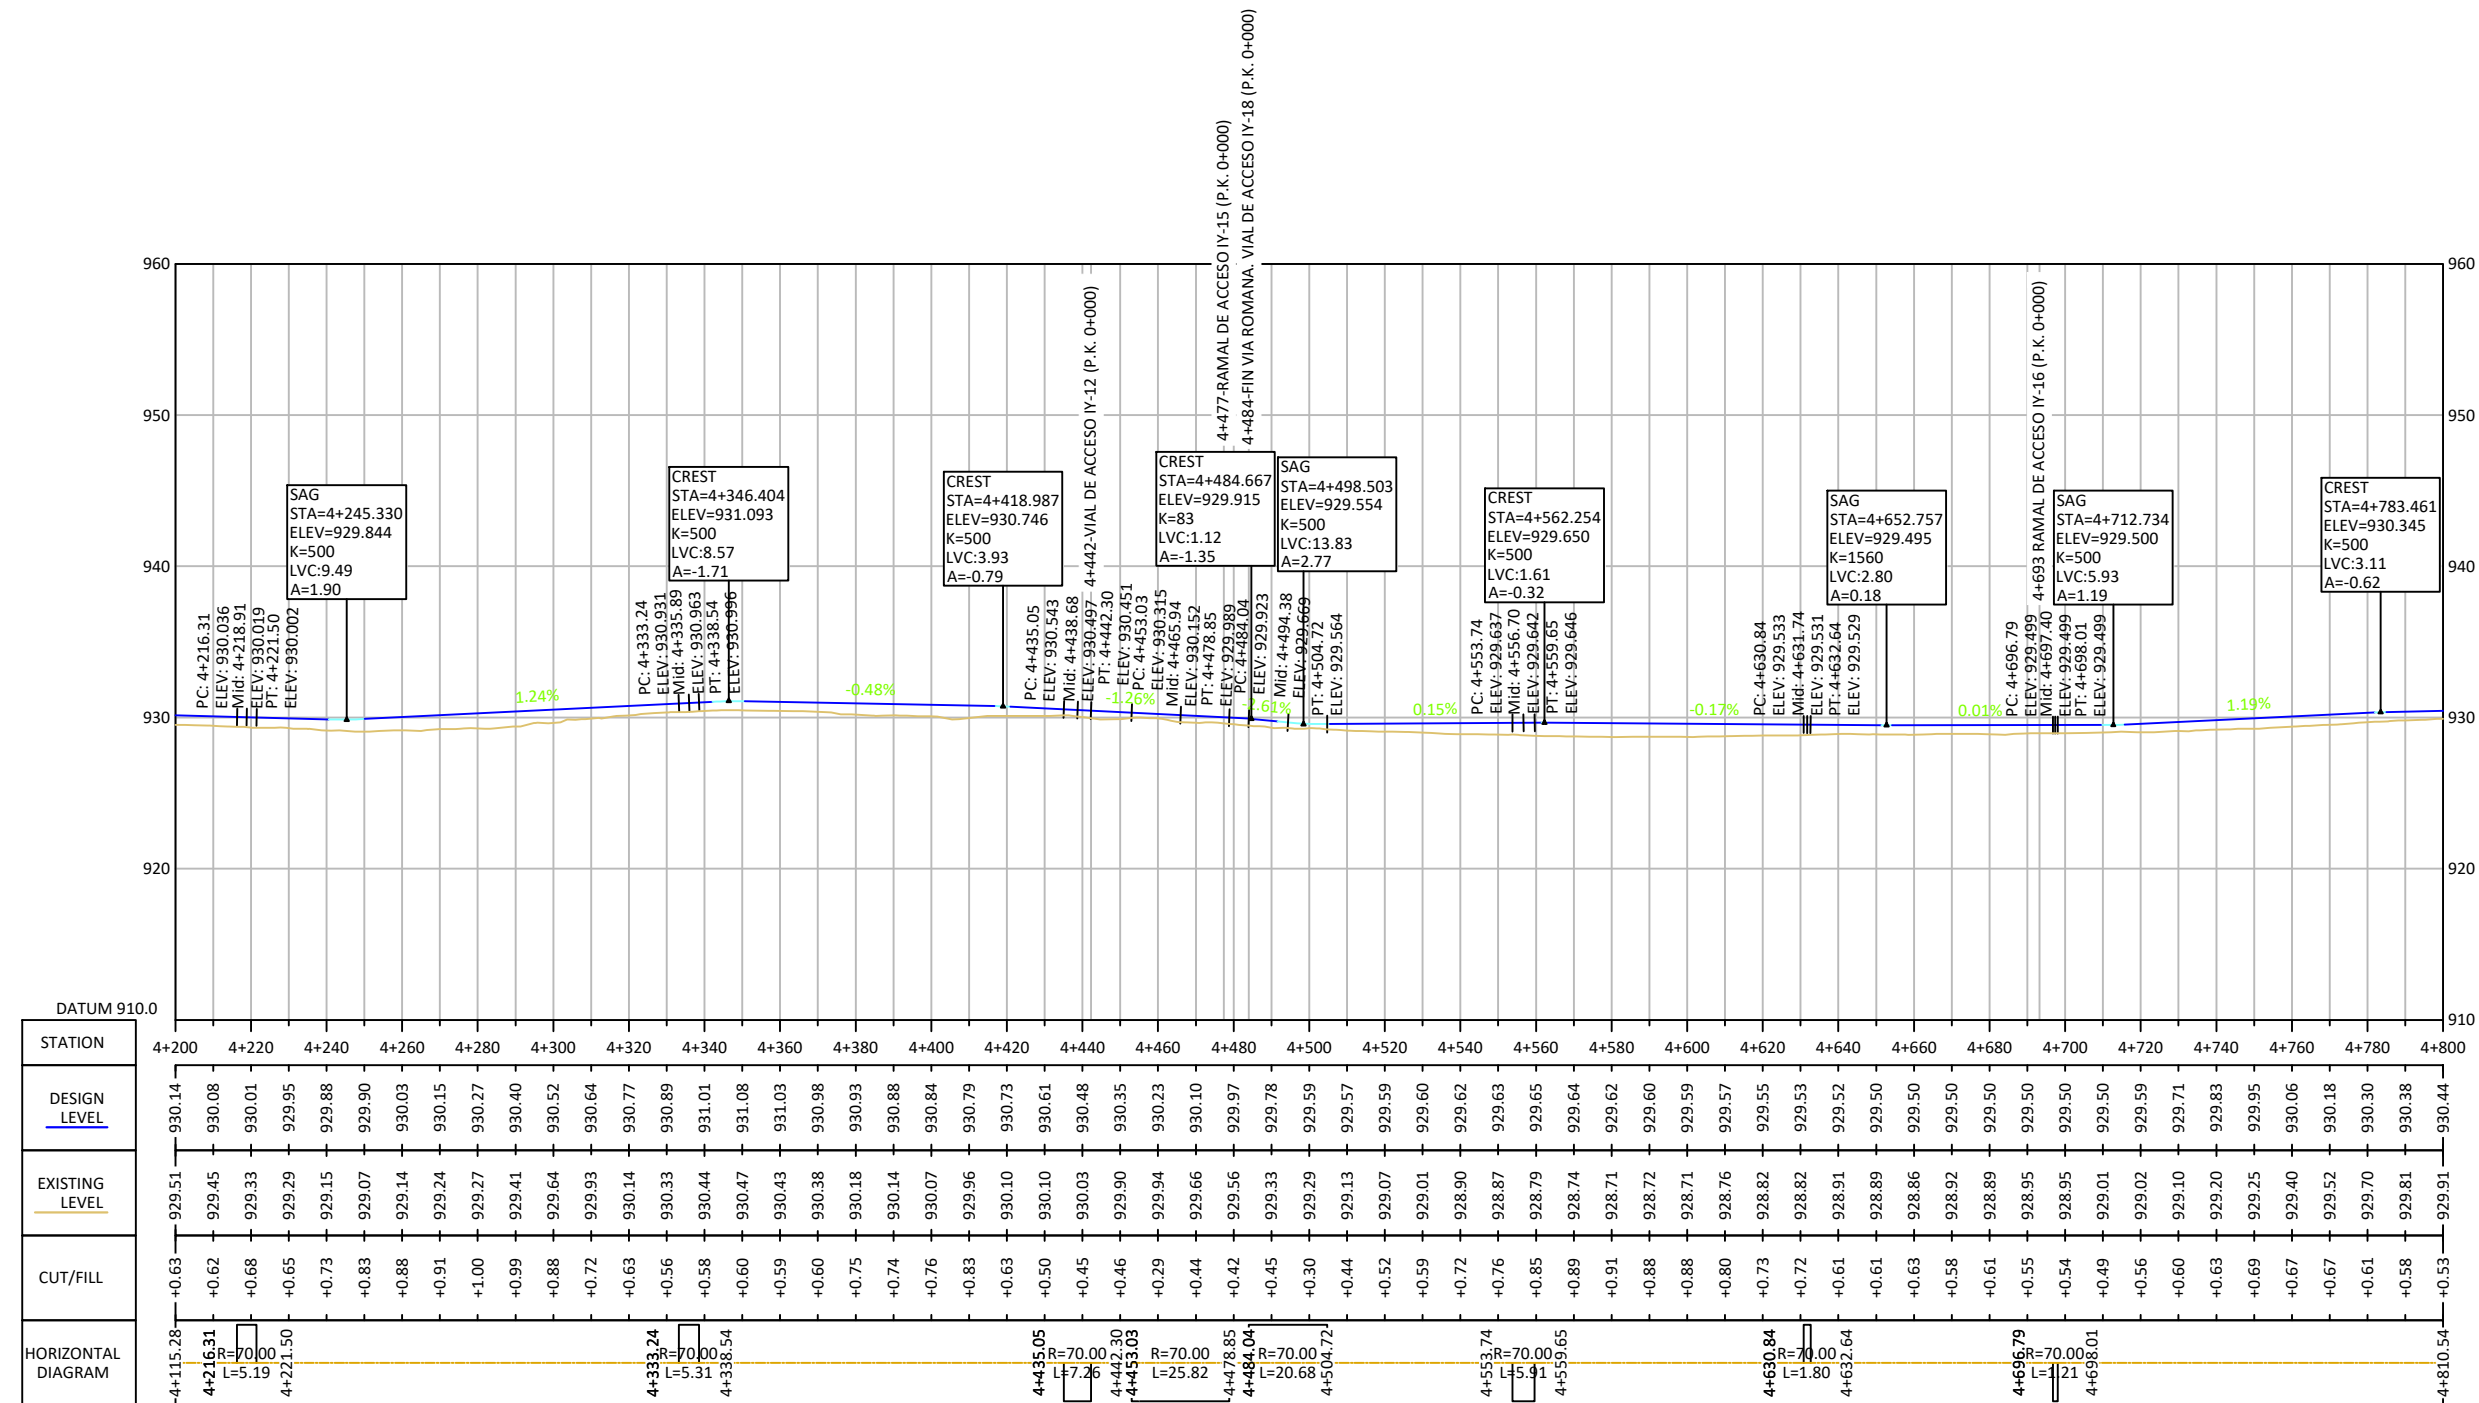 4+477-RAMAL DE ACCESO IY-15 (P.K. 0+000)
4+484-FIN VIA ROMANA. VIAL DE ACCESO IY-18 (P.K. 0+000)
4+442-VIAL DE ACCESO IY-12 (P.K. 0+000)
4+693 RAMAL DE ACCESO IY-16 (P.K. 0+000)
960
960
950
950
940
940
930
930
920
920
910
DATUM 910.0
SAG
STA=4+245.330
ELEV=929.844
K=500
LVC:9.49
A=1.90
CREST
STA=4+346.404
ELEV=931.093
K=500
LVC:8.57
A=-1.71
CREST
STA=4+418.987
ELEV=930.746
K=500
LVC:3.93
A=-0.79
CREST
STA=4+484.667
ELEV=929.915
K=83
LVC:1.12
A=-1.35
SAG
STA=4+498.503
ELEV=929.554
K=500
LVC:13.83
A=2.77
CREST
STA=4+562.254
ELEV=929.650
K=500
LVC:1.61
A=-0.32
SAG
STA=4+652.757
ELEV=929.495
K=1560
LVC:2.80
A=0.18
SAG
STA=4+712.734
ELEV=929.500
K=500
LVC:5.93
A=1.19
CREST
STA=4+783.461
ELEV=930.345
K=500
LVC:3.11
A=-0.62
PC: 4+216.31
ELEV: 930.036
Mid: 4+218.91
ELEV: 930.019
PT: 4+221.50
ELEV: 930.002
PC: 4+333.24
ELEV: 930.931
Mid: 4+335.89
ELEV: 930.963
PT: 4+338.54
ELEV: 930.996
PC: 4+435.05
ELEV: 930.543
Mid: 4+438.68
ELEV: 930.497
PT: 4+442.30
ELEV: 930.451
PC: 4+453.03
ELEV: 930.315
Mid: 4+465.94
ELEV: 930.152
PT: 4+478.85
ELEV: 929.989
PC: 4+484.04
ELEV: 929.923
Mid: 4+494.38
ELEV: 929.669
PT: 4+504.72
ELEV: 929.564
PC: 4+553.74
ELEV: 929.637
Mid: 4+556.70
ELEV: 929.642
PT: 4+559.65
ELEV: 929.646
PC: 4+630.84
ELEV: 929.533
Mid: 4+631.74
ELEV: 929.531
PT: 4+632.64
ELEV: 929.529
PC: 4+696.79
ELEV: 929.499
Mid: 4+697.40
ELEV: 929.499
PT: 4+698.01
ELEV: 929.499
1.24%
-0.48%
-1.26%
-2.61%
0.15%
-0.17%
0.01%
1.19%
STATION
4+200 4+220 4+240 4+260 4+280 4+300 4+320 4+340 4+360 4+380 4+400 4+420 4+440 4+460 4+480 4+500 4+520 4+540 4+560 4+580 4+600 4+620 4+640 4+660 4+680 4+700 4+720 4+740 4+760 4+780 4+800
DESIGN
LEVEL
930.14 930.08 930.01 929.95 929.88 929.90 930.03 930.15 930.27 930.40 930.52 930.64 930.77 930.89 931.01 931.08 931.03 930.98 930.93 930.88 930.84 930.79 930.73 930.61 930.48 930.35 930.23 930.10 929.97 929.78 929.59 929.57 929.59 929.60 929.62 929.63 929.65 929.64 929.62 929.60 929.59 929.57 929.55 929.53 929.52 929.50 929.50 929.50 929.50 929.50 929.50 929.50 929.59 929.71 929.83 929.95 930.06 930.18 930.30 930.38 930.44
EXISTING
LEVEL
929.51 929.45 929.33 929.29 929.15 929.07 929.14 929.24 929.27 929.41 929.64 929.93 930.14 930.33 930.44 930.47 930.43 930.38 930.18 930.14 930.07 929.96 930.10 930.10 930.03 929.90 929.94 929.66 929.56 929.33 929.29 929.13 929.07 929.01 928.90 928.87 928.79 928.74 928.71 928.72 928.71 928.76 928.82 928.82 928.91 928.89 928.86 928.92 928.89 928.95 928.95 929.01 929.02 929.10 929.20 929.25 929.40 929.52 929.70 929.81 929.91
CUT/FILL
+0.63 +0.62 +0.68 +0.65 +0.73 +0.83 +0.88 +0.91 +1.00 +0.99 +0.88 +0.72 +0.63 +0.56 +0.58 +0.60 +0.59 +0.60 +0.75 +0.74 +0.76 +0.83 +0.63 +0.50 +0.45 +0.46 +0.29 +0.44 +0.42 +0.45 +0.30 +0.44 +0.52 +0.59 +0.72 +0.76 +0.85 +0.89 +0.91 +0.88 +0.88 +0.80 +0.73 +0.72 +0.61 +0.61 +0.63 +0.58 +0.61 +0.55 +0.54 +0.49 +0.56 +0.60 +0.63 +0.69 +0.67 +0.67 +0.61 +0.58 +0.53
HORIZONTAL
DIAGRAM
4+115.28
4+216.31
R=70.00
L=5.19
4+221.50
4+333.24
R=70.00
L=5.31
4+338.54
4+435.05
R=70.00
L=7.26
4+442.30
4+453.03
R=70.00
L=25.82
4+478.85
4+484.04
R=70.00
L=20.68
4+504.72
4+553.74
R=70.00
L=5.91
4+559.65
4+630.84
R=70.00
L=1.80
4+632.64
4+696.79
R=70.00
L=1.21
4+698.01
4+810.54